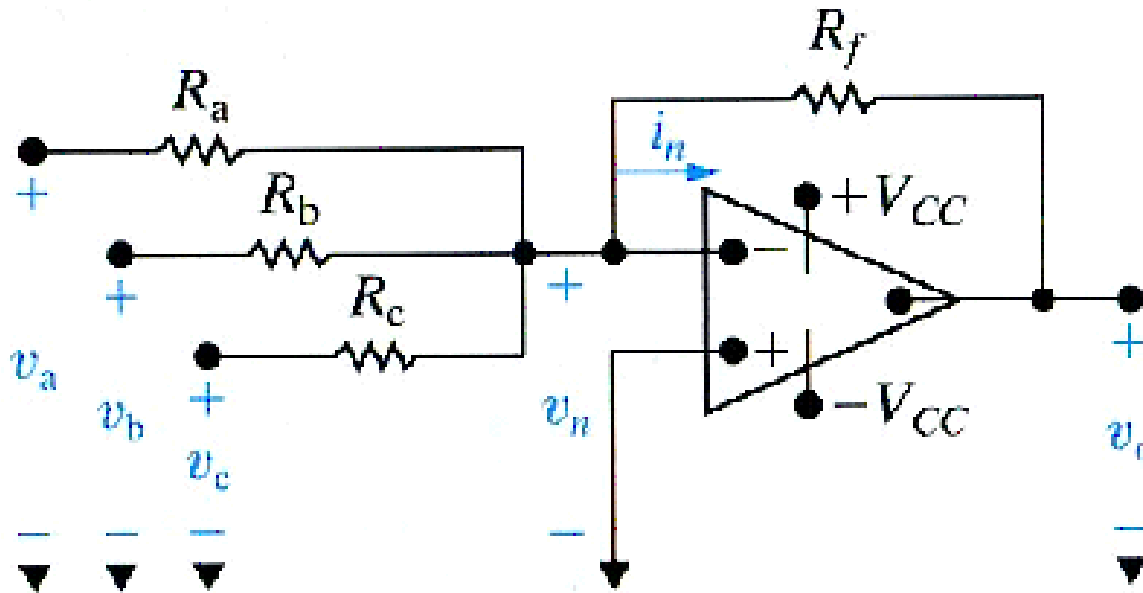 R_f
R_a
i_n
+
R_b
+V_CC
−
+
+
R_c
+
+
+
v_a
−V_CC
v_b
v_n
v_c
− − − − −